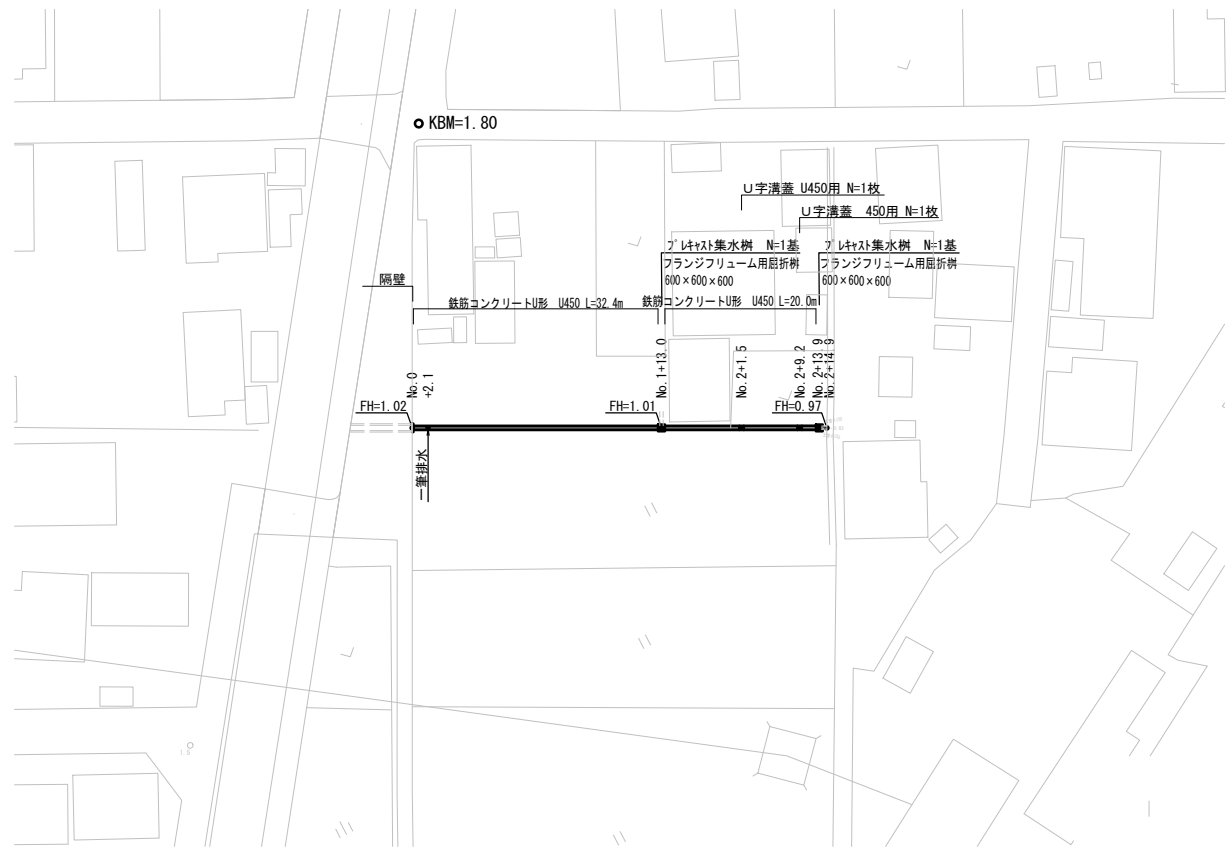 KBM=1.80
U字溝蓋 U450用 N=1枚
U字溝蓋 450用 N=1枚
プレキャスト集水桝 N=1基
フランジフリューム用屈折桝
600×600×600
プレキャスト集水桝 N=1基
フランジフリューム用屈折桝
600×600×600
隔壁
鉄筋コンクリートU形 U450 L=32.4m
鉄筋コンクリートU形 U450 L=20.0m
No.0
+2.1
No.1+13.0
No.2+1.5
No.2+9.2
No.2+13.9
No.2+14.9
FH=1.02
FH=1.01
FH=0.97
一筆排水